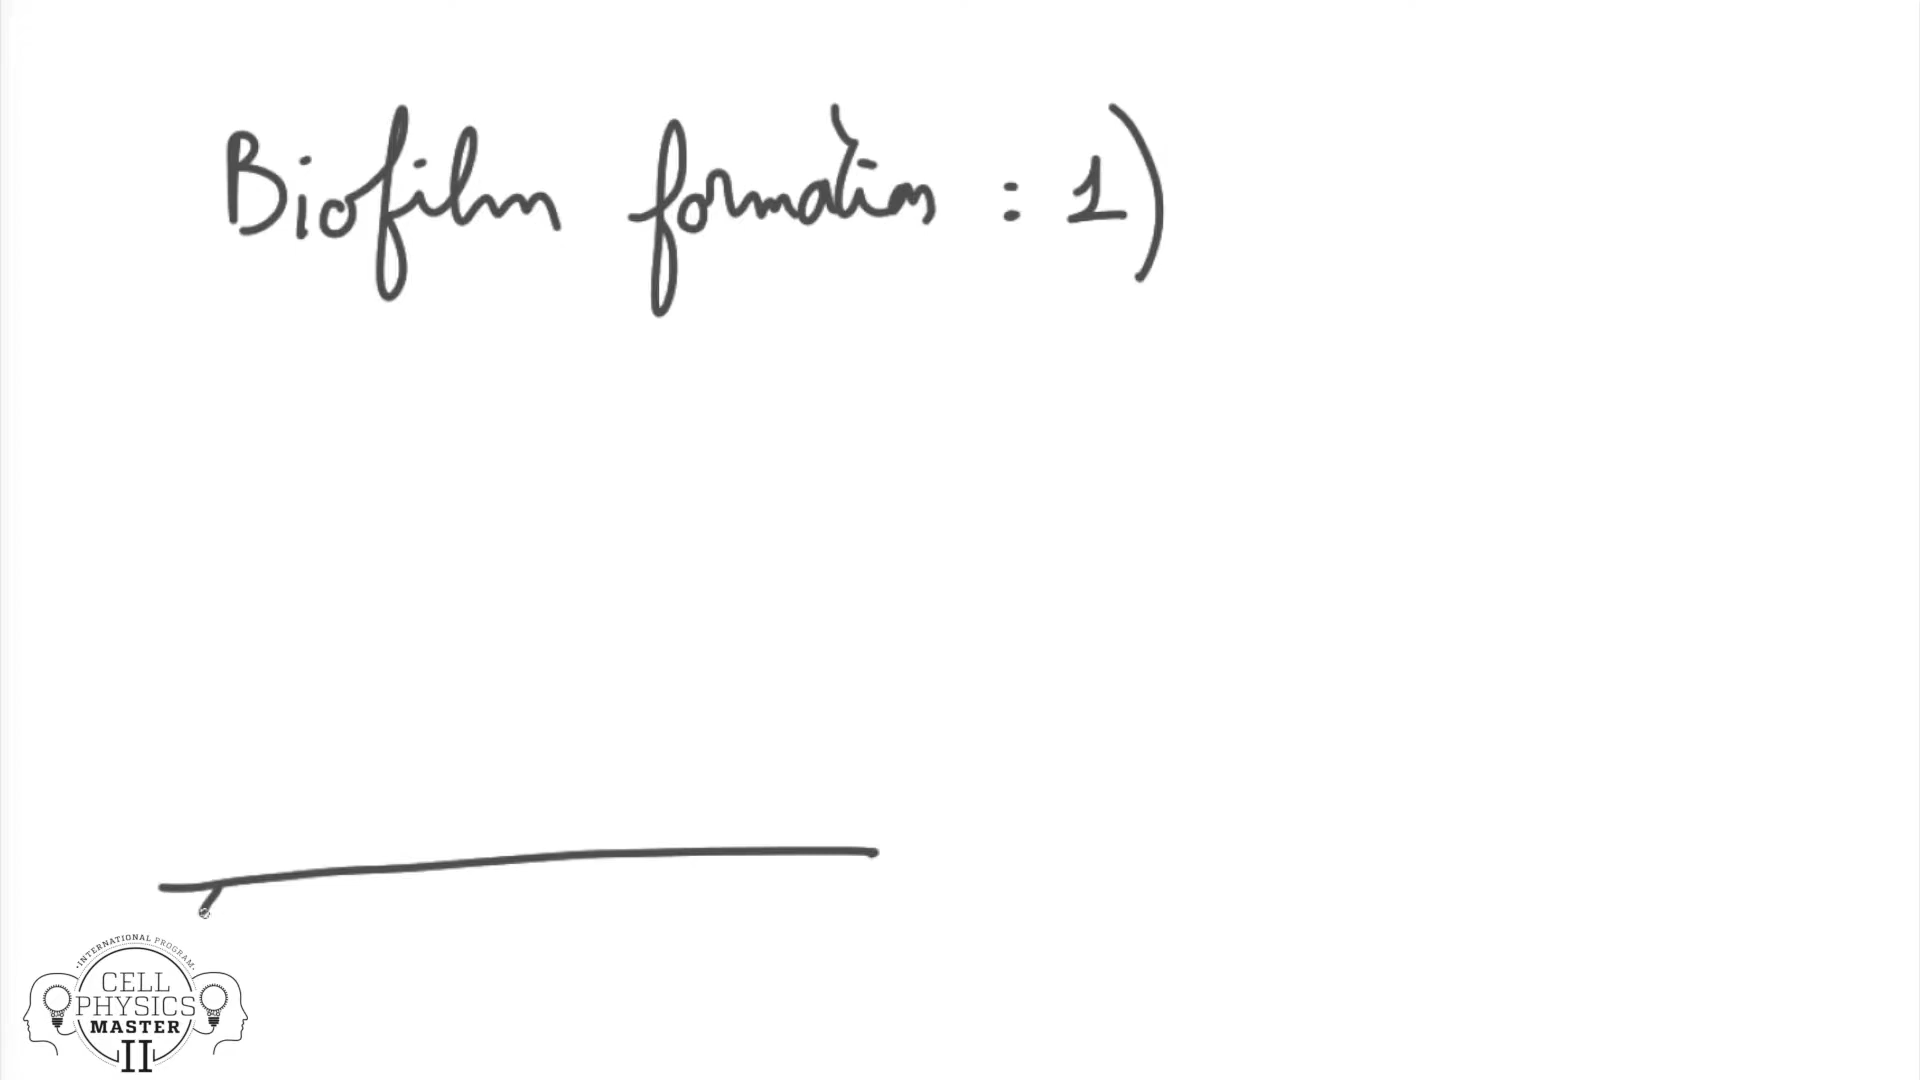 Biofilm formation : 1)
·INTERNATIONAL PROGRAM·
CELL
PHYSICS
MASTER
II